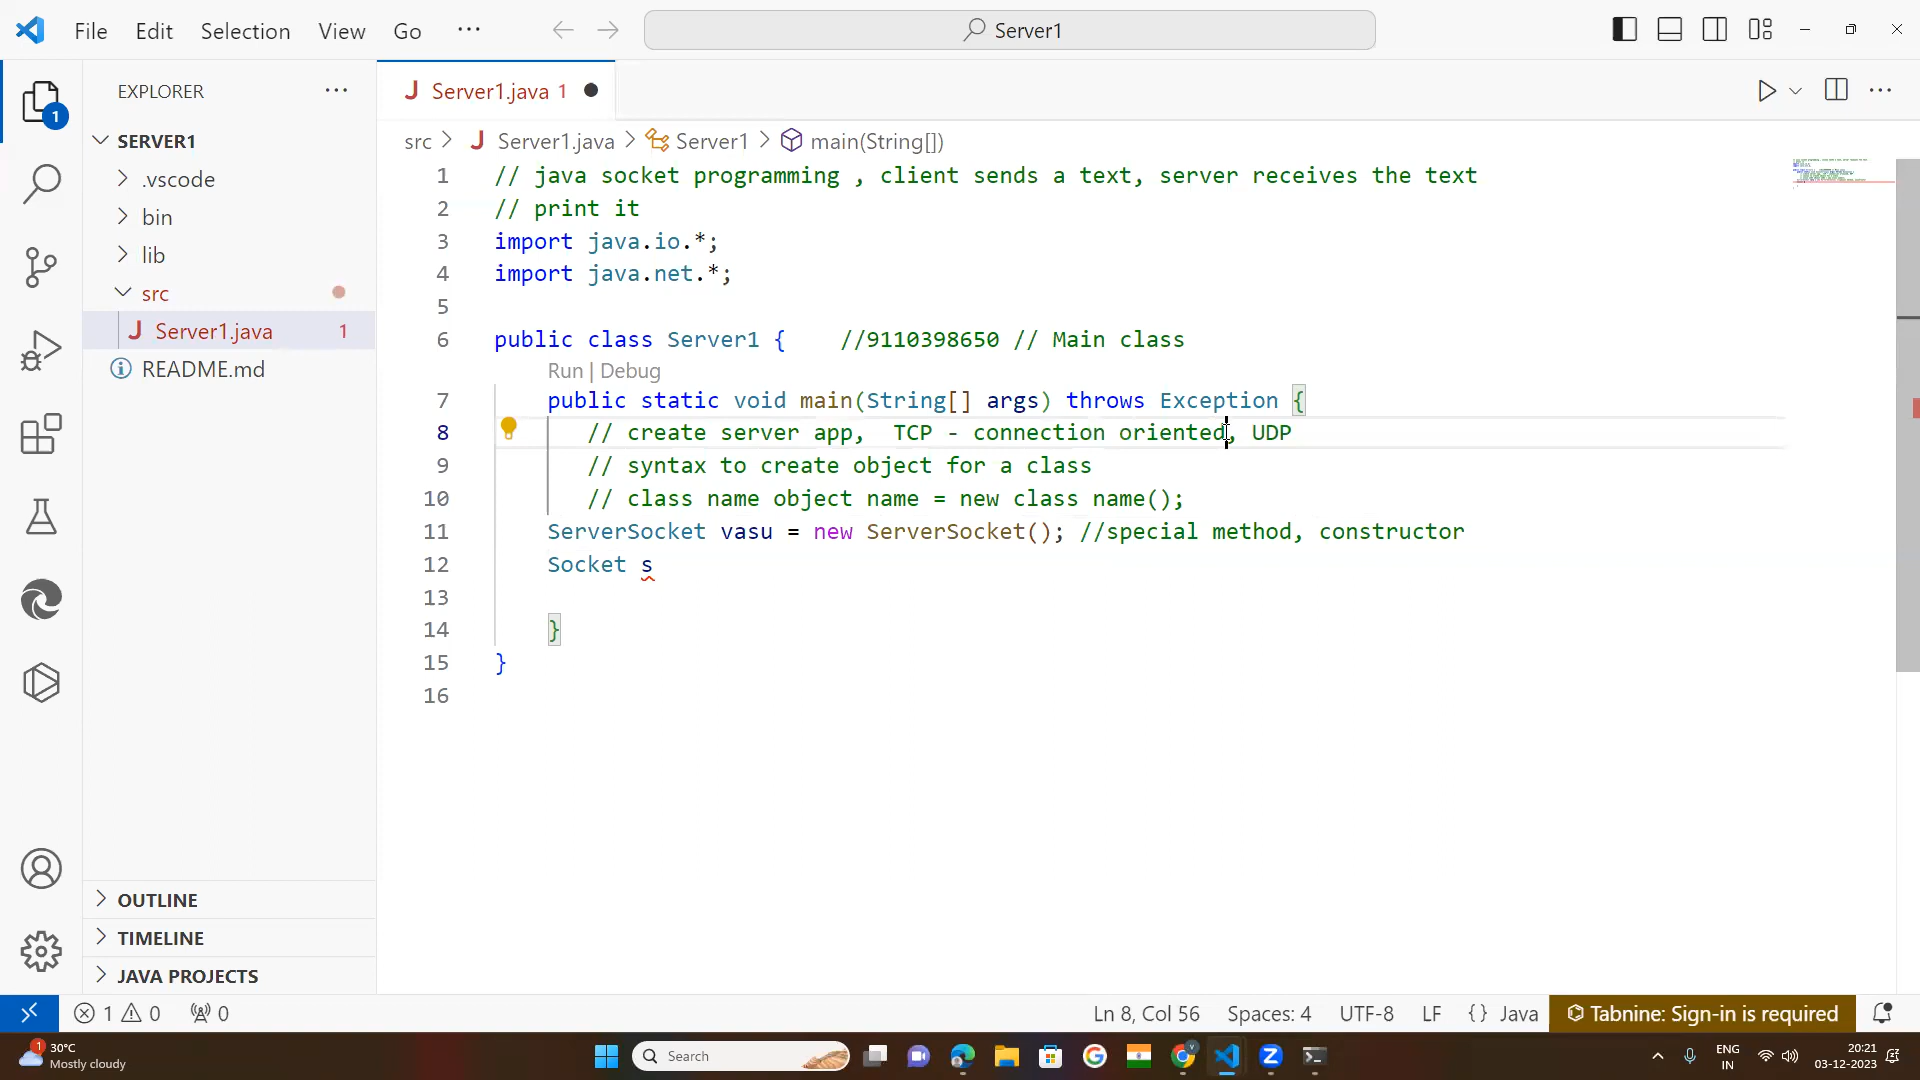 File Edit Selection View Go ··· Server1
EXPLORER ···
Server1.java 1
1
SERVER1
.vscode
bin
lib
src
Server1.java 1
README.md
OUTLINE
TIMELINE
JAVA PROJECTS
src > Server1.java > Server1 > main(String[])
1 // java socket programming , client sends a text, server receives the text
2 // print it
3 import java.io.*;
4 import java.net.*;
5
6 public class Server1 { //9110398650 // Main class
Run | Debug
7 public static void main(String[] args) throws Exception {
8 // create server app, TCP - connection oriented, UDP
9 // syntax to create object for a class
10 // class name object name = new class name();
11 ServerSocket vasu = new ServerSocket(); //special method, constructor
12 Socket s
13
14 }
15 }
16
1 0 0 Ln 8, Col 56 Spaces: 4 UTF-8 LF {} Java Tabnine: Sign-in is required
1 30°C
Mostly cloudy
Search
ENG
IN
20:21
03-12-2023